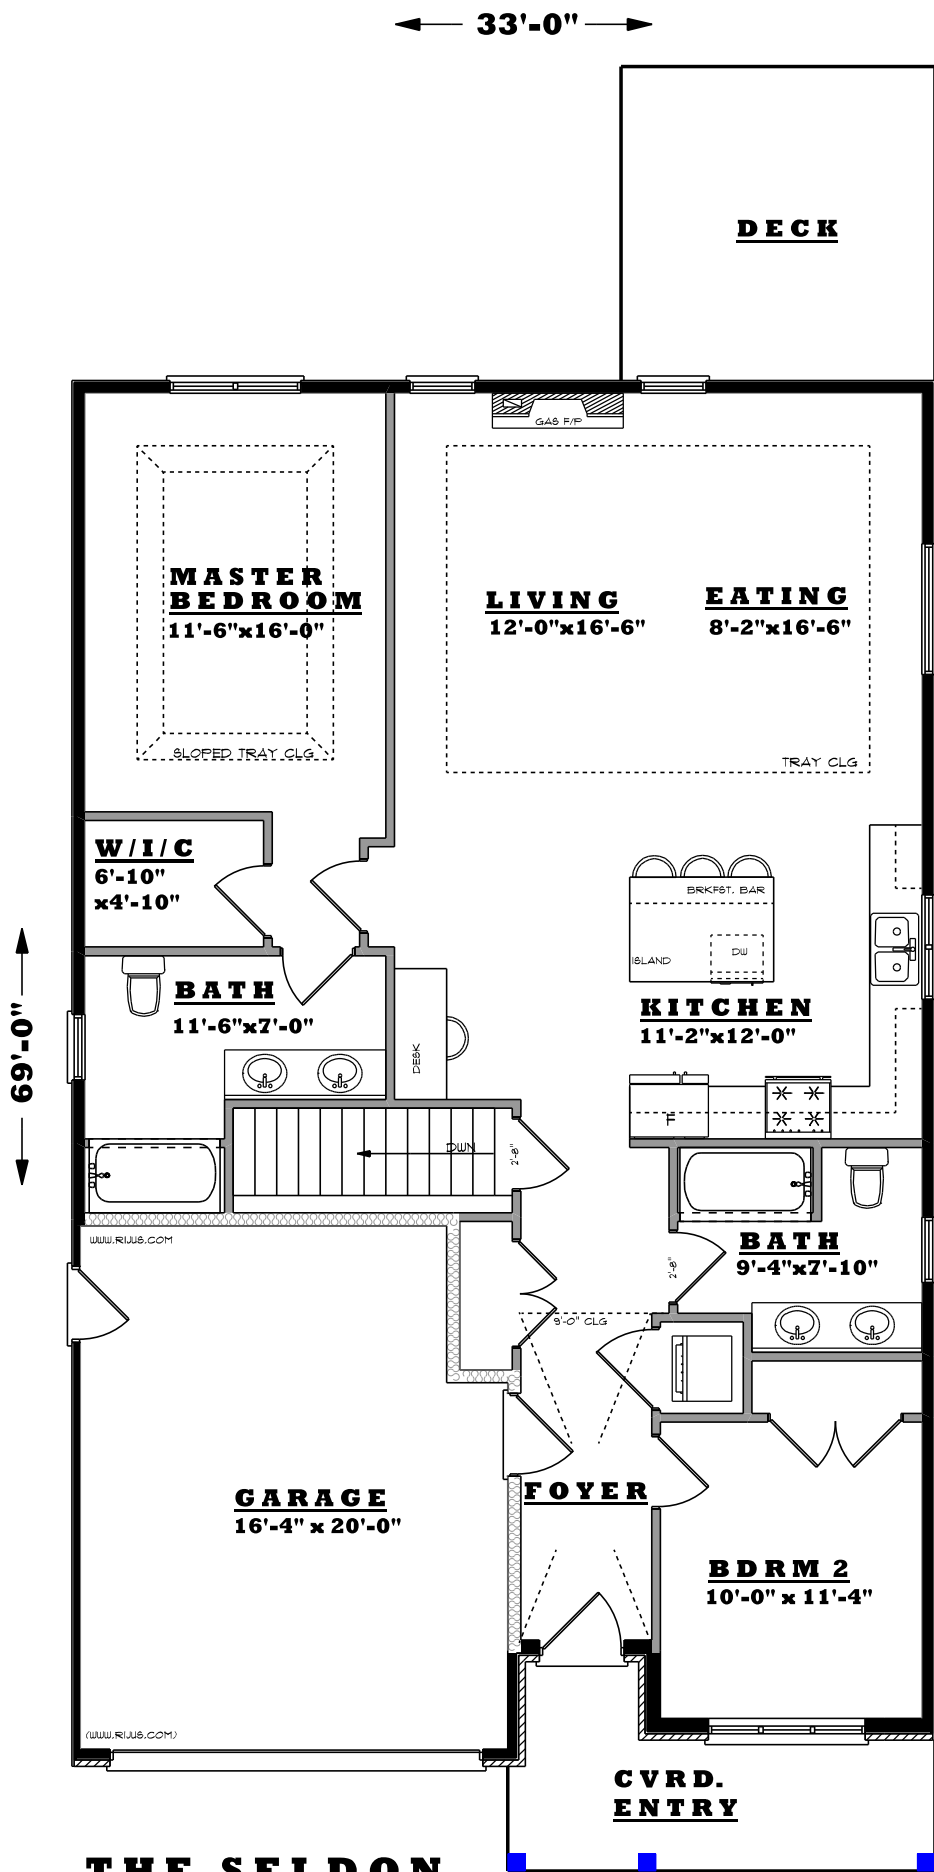 33'-0"
DECK
GAS F/P
MASTER
BEDROOM
11'-6"x16'-0"
SLOPED TRAY CLG
LIVING
12'-0"x16'-6"
EATING
8'-2"x16'-6"
TRAY CLG
W/I/C
6'-10"
x4'-10"
BRKFST. BAR
ISLAND
DW
KITCHEN
11'-2"x12'-0"
BATH
11'-6"x7'-0"
DESK
69'-0"
F
DWN
2'-8"
WWW.RIJUS.COM
BATH
9'-4"x7'-10"
2'-8"
9'-0" CLG
GARAGE
16'-4" x 20'-0"
FOYER
BDRM 2
10'-0" x 11'-4"
(WWW.RIJUS.COM)
CVRD.
ENTRY
THE SELDON